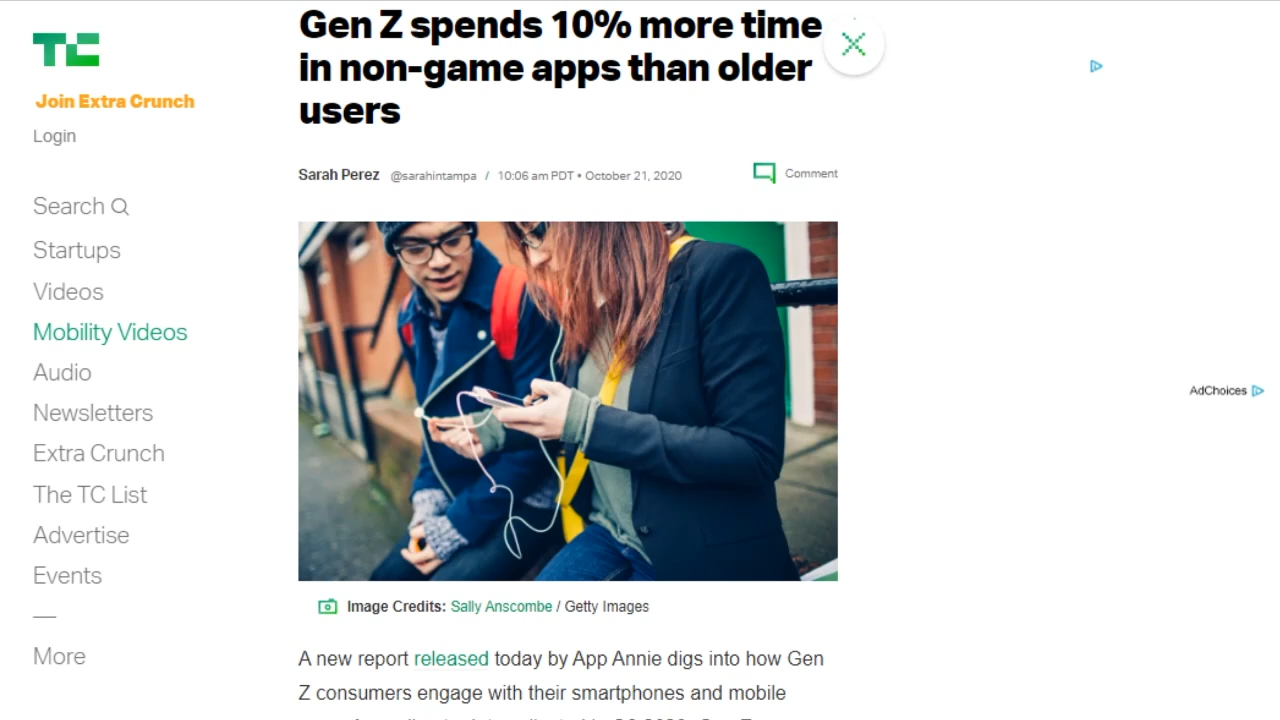 TC
Join Extra Crunch
Login
Search
Startups
Videos
Mobility Videos
Audio
Newsletters
Extra Crunch
The TC List
Advertise
Events
—
More
Gen Z spends 10% more time
in non-game apps than older
users
Sarah Perez @sarahintampa / 10:06 am PDT • October 21, 2020
Comment
Image Credits: Sally Anscombe / Getty Images
A new report released today by App Annie digs into how Gen
Z consumers engage with their smartphones and mobile
AdChoices